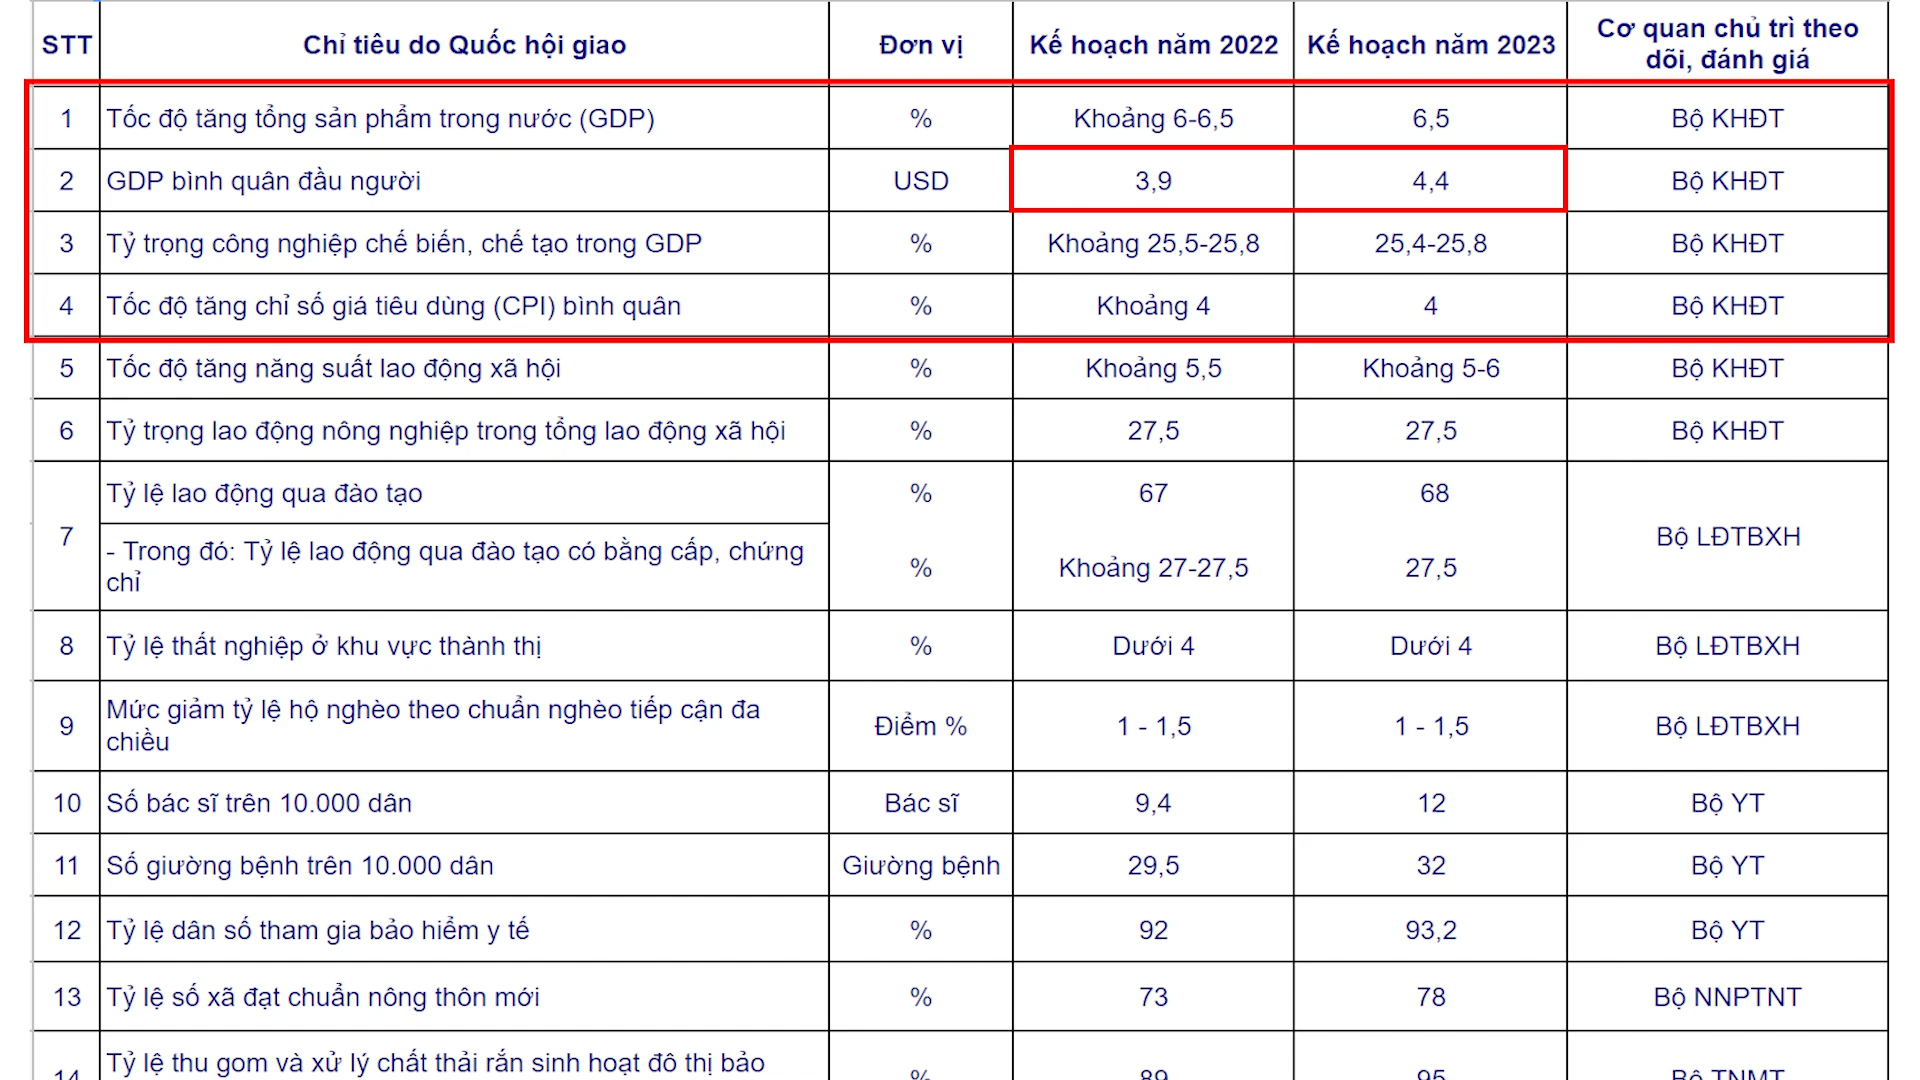 STT Chỉ tiêu do Quốc hội giao Đơn vị Kế hoạch năm 2022 Kế hoạch năm 2023 Cơ quan chủ trì theo
dõi, đánh giá
1 Tốc độ tăng tổng sản phẩm trong nước (GDP) % Khoảng 6-6,5 6,5 Bộ KHĐT
2 GDP bình quân đầu người USD 3,9 4,4 Bộ KHĐT
3 Tỷ trọng công nghiệp chế biến, chế tạo trong GDP % Khoảng 25,5-25,8 25,4-25,8 Bộ KHĐT
4 Tốc độ tăng chỉ số giá tiêu dùng (CPI) bình quân % Khoảng 4 4 Bộ KHĐT
5 Tốc độ tăng năng suất lao động xã hội % Khoảng 5,5 Khoảng 5-6 Bộ KHĐT
6 Tỷ trọng lao động nông nghiệp trong tổng lao động xã hội % 27,5 27,5 Bộ KHĐT
7 Tỷ lệ lao động qua đào tạo % 67 68 Bộ LĐTBXH
- Trong đó: Tỷ lệ lao động qua đào tạo có bằng cấp, chứng
chỉ % Khoảng 27-27,5 27,5
8 Tỷ lệ thất nghiệp ở khu vực thành thị % Dưới 4 Dưới 4 Bộ LĐTBXH
9 Mức giảm tỷ lệ hộ nghèo theo chuẩn nghèo tiếp cận đa
chiều Điểm % 1 - 1,5 1 - 1,5 Bộ LĐTBXH
10 Số bác sĩ trên 10.000 dân Bác sĩ 9,4 12 Bộ YT
11 Số giường bệnh trên 10.000 dân Giường bệnh 29,5 32 Bộ YT
12 Tỷ lệ dân số tham gia bảo hiểm y tế % 92 93,2 Bộ YT
13 Tỷ lệ số xã đạt chuẩn nông thôn mới % 73 78 Bộ NNPTNT
14 Tỷ lệ thu gom và xử lý chất thải rắn sinh hoạt đô thị bảo % 89 95 Bộ TNMT